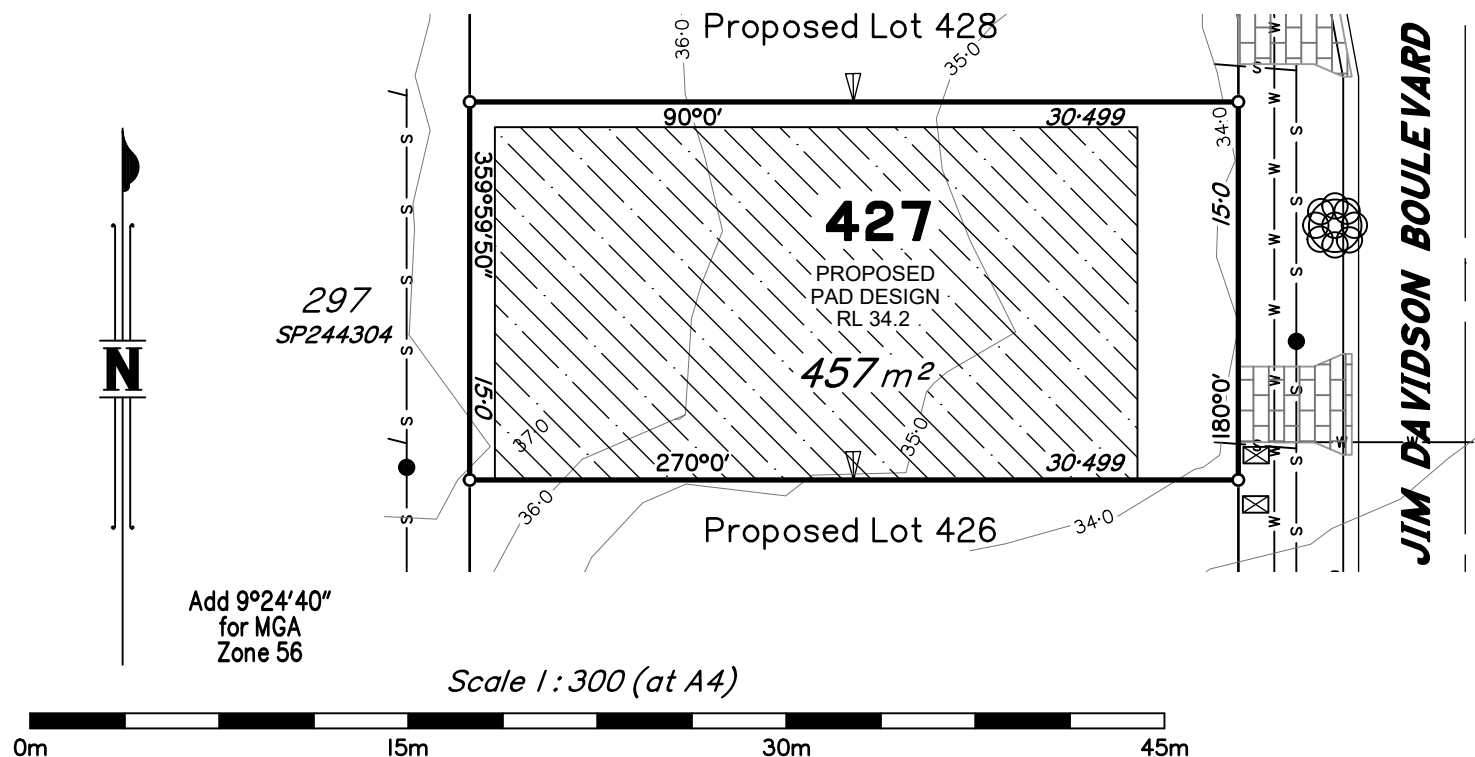 Proposed Lot 428
36·0
35·0
S
W
90°0'
30·499
34·0
359°59'50"
15·0
427
PROPOSED
PAD DESIGN
RL 34.2
457m²
15·0
180°0'
297
SP244304
37·0
35·0
270°0'
30·499
36·0
34·0
Proposed Lot 426
JIM DAVIDSON BOULEVARD
N
Add 9°24'40"
for MGA
Zone 56
Scale 1:300 (at A4)
0m 15m 30m 45m